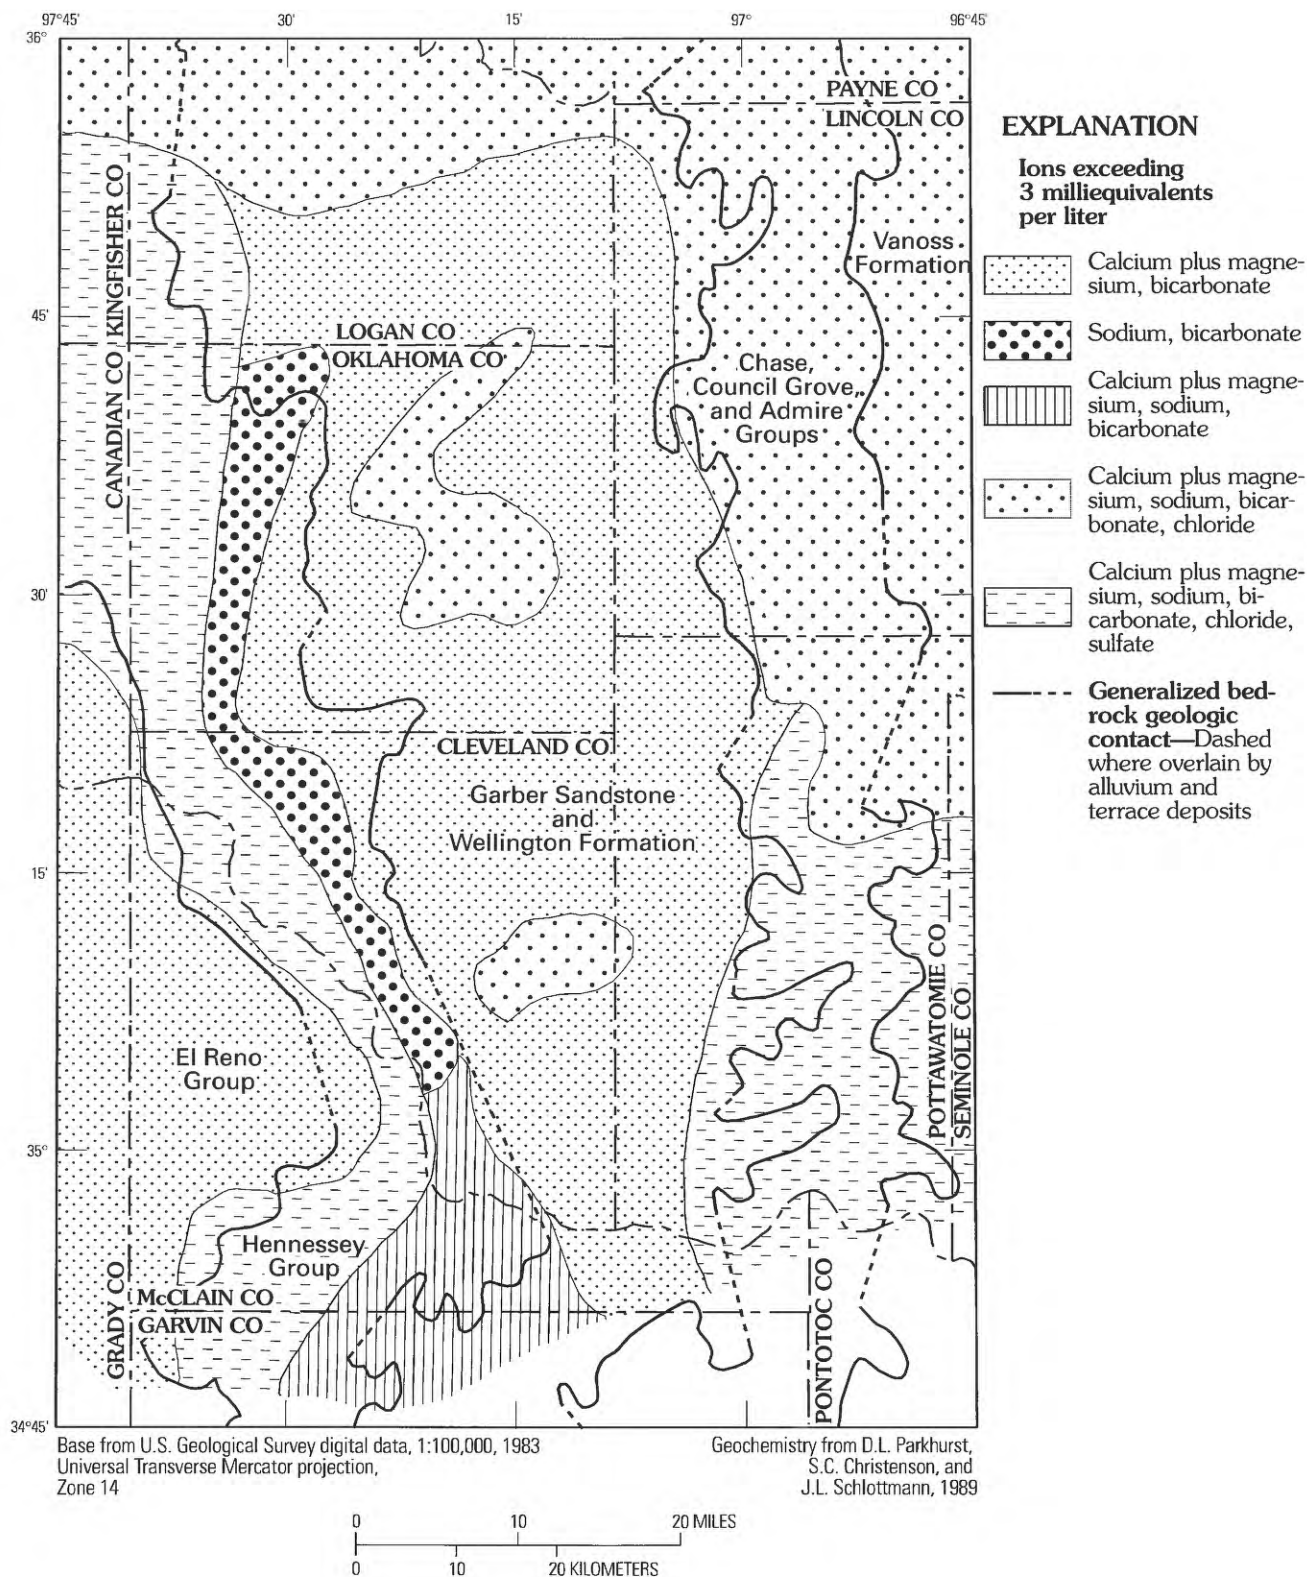 97°45'
30'
15'
97°
96°45'
36°
45'
30'
15'
35°
34°45'
PAYNE CO
LINCOLN CO
CANADIAN CO
KINGFISHER CO
LOGAN CO
OKLAHOMA CO
Vanoss
Formation
Chase,
Council Grove,
and Admire
Groups
CLEVELAND CO
Garber Sandstone
and
Wellington Formation
El Reno
Group
POTTAWATOMIE CO
SEMINOLE CO
Hennessey
Group
GRADY CO
McCLAIN CO
GARVIN CO
PONTOTOC CO
EXPLANATION
Ions exceeding
3 milliequivalents
per liter
Calcium plus magne-
sium, bicarbonate
Sodium, bicarbonate
Calcium plus magne-
sium, sodium,
bicarbonate
Calcium plus magne-
sium, sodium, bicar-
bonate, chloride
Calcium plus magne-
sium, sodium, bi-
carbonate, chloride,
sulfate
Generalized bed-
rock geologic
contact—Dashed
where overlain by
alluvium and
terrace deposits
Base from U.S. Geological Survey digital data, 1:100,000, 1983
Universal Transverse Mercator projection,
Zone 14
Geochemistry from D.L. Parkhurst,
S.C. Christenson, and
J.L. Schlottmann, 1989
0 10 20 MILES
0 10 20 KILOMETERS